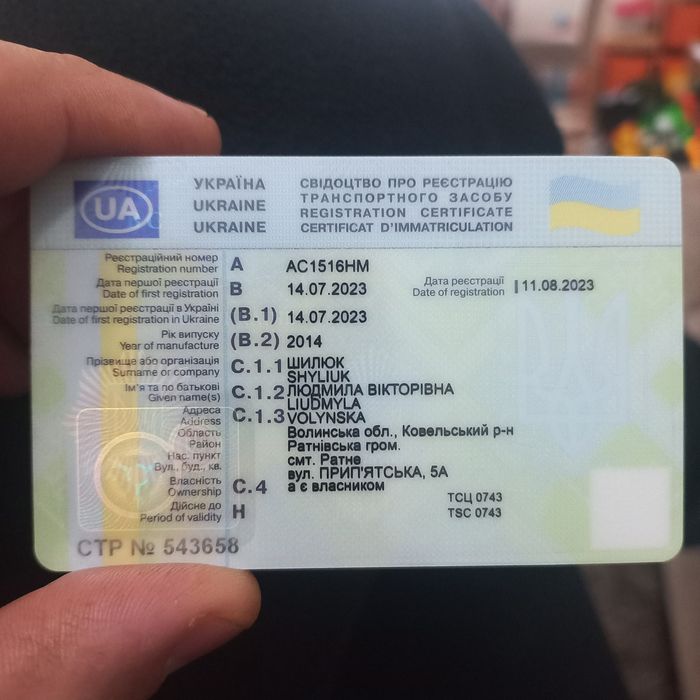 UA
УКРАЇНА
UKRAINE
UKRAINE
СВІДОЦТВО ПРО РЕЄСТРАЦІЮ
ТРАНСПОРТНОГО ЗАСОБУ
REGISTRATION CERTIFICATE
CERTIFICAT D'IMMATRICULATION
Реєстраційний номер
Registration number
A AC1516HM
Дата першої реєстрації
Date of first registration
B 14.07.2023
Дата реєстрації
Date of registration
I 11.08.2023
Дата першої реєстрації в Україні
Date of first registration in Ukraine
(B.1) 14.07.2023
Рік випуску
Year of manufacture
(B.2) 2014
Прізвище або організація
Surname or company
C.1.1 ШИЛЮК
SHYLIUK
Ім'я та по батькові
Given name(s)
C.1.2 ЛЮДМИЛА ВІКТОРІВНА
LIUDMYLA
Адреса
Address
C.1.3 VOLYNSKA
Область
Волинська обл., Ковельський р-н
Район
Ратнівська гром.
Нас. пункт
смт. Ратне
Вул., буд., кв.
вул. ПРИП'ЯТСЬКА, 5А
Власність
Ownership
C.4 а є власником
Дійсне до
Period of validity
H
ТСЦ 0743
TSC 0743
СТР № 543658